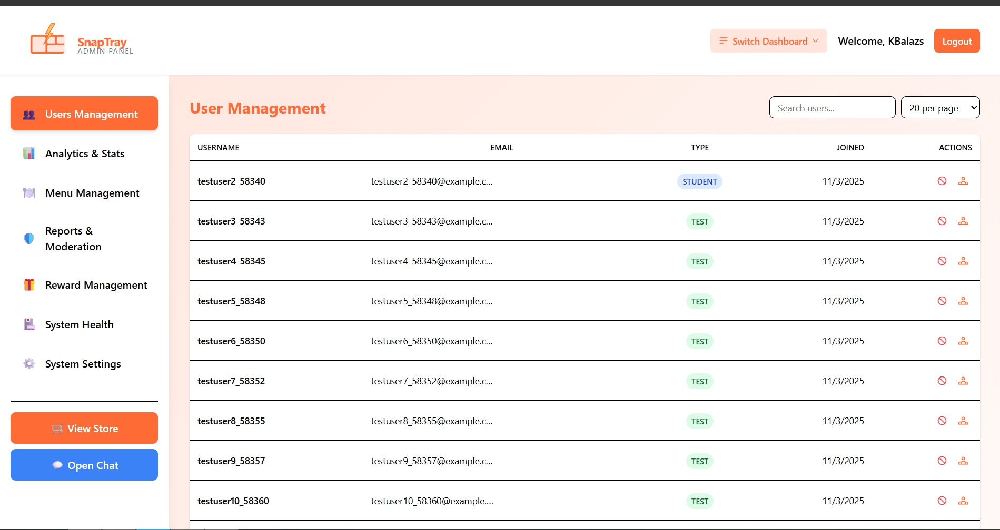 SnapTray
ADMIN PANEL
Switch Dashboard
Welcome, KBalazs
Logout
Users Management
Analytics & Stats
Menu Management
Reports &
Moderation
Reward Management
System Health
System Settings
View Store
Open Chat
User Management
Search users...
20 per page
USERNAME EMAIL TYPE JOINED ACTIONS
testuser2_58340 testuser2_58340@example.c... STUDENT 11/3/2025
testuser3_58343 testuser3_58343@example.c... TEST 11/3/2025
testuser4_58345 testuser4_58345@example.c... TEST 11/3/2025
testuser5_58348 testuser5_58348@example.c... TEST 11/3/2025
testuser6_58350 testuser6_58350@example.c... TEST 11/3/2025
testuser7_58352 testuser7_58352@example.c... TEST 11/3/2025
testuser8_58355 testuser8_58355@example.c... TEST 11/3/2025
testuser9_58357 testuser9_58357@example.c... TEST 11/3/2025
testuser10_58360 testuser10_58360@example.... TEST 11/3/2025